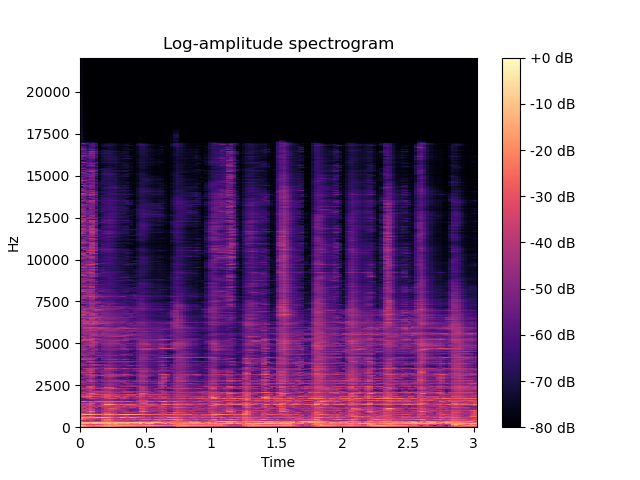 Log-amplitude spectrogram
Hz
20000
17500
15000
12500
10000
7500
5000
2500
0
0 0.5 1 1.5 2 2.5 3
Time
+0 dB
-10 dB
-20 dB
-30 dB
-40 dB
-50 dB
-60 dB
-70 dB
-80 dB